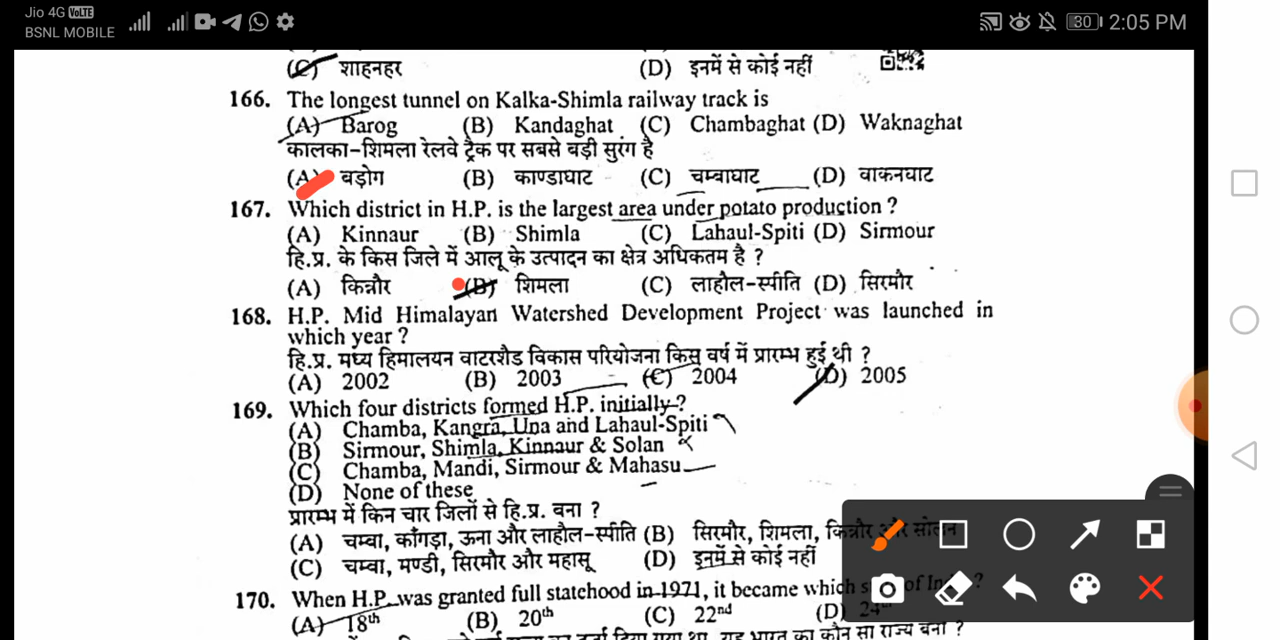 Jio 4G VoLTE
BSNL MOBILE
30
2:05 PM
(C) शाहनहर (D) इनमें से कोई नहीं
166. The longest tunnel on Kalka-Shimla railway track is
(A) Barog (B) Kandaghat (C) Chambaghat (D) Waknaghat
कालका-शिमला रेलवे ट्रैक पर सबसे बड़ी सुरंग है
(A) बड़ोग (B) काण्डाघाट (C) चम्बाघाट (D) वाकनघाट
167. Which district in H.P. is the largest area under potato production ?
(A) Kinnaur (B) Shimla (C) Lahaul-Spiti (D) Sirmour
हि.प्र. के किस जिले में आलू के उत्पादन का क्षेत्र अधिकतम है ?
(A) किन्नौर (B) शिमला (C) लाहौल-स्पीति (D) सिरमौर
168. H.P. Mid Himalayan Watershed Development Project was launched in
which year ?
हि.प्र. मध्य हिमालयन वाटरशैड विकास परियोजना किस वर्ष में प्रारम्भ हुई थी ?
(A) 2002 (B) 2003 (C) 2004 (D) 2005
169. Which four districts formed H.P. initially ?
(A) Chamba, Kangra, Una and Lahaul-Spiti
(B) Sirmour, Shimla, Kinnaur & Solan
(C) Chamba, Mandi, Sirmour & Mahasu
(D) None of these
प्रारम्भ में किन चार जिलों से हि.प्र. बना ?
(A) चम्बा, काँगड़ा, ऊना और लाहौल-स्पीति (B) सिरमौर, शिमला, किन्नौर और सोलन
(C) चम्बा, मण्डी, सिरमौर और महासू (D) इनमें से कोई नहीं
170. When H.P. was granted full statehood in 1971, it became which of ?
(A) 18th (B) 20th (C) 22nd (D) 24th
यह भारत का कौन सा राज्य बना ?